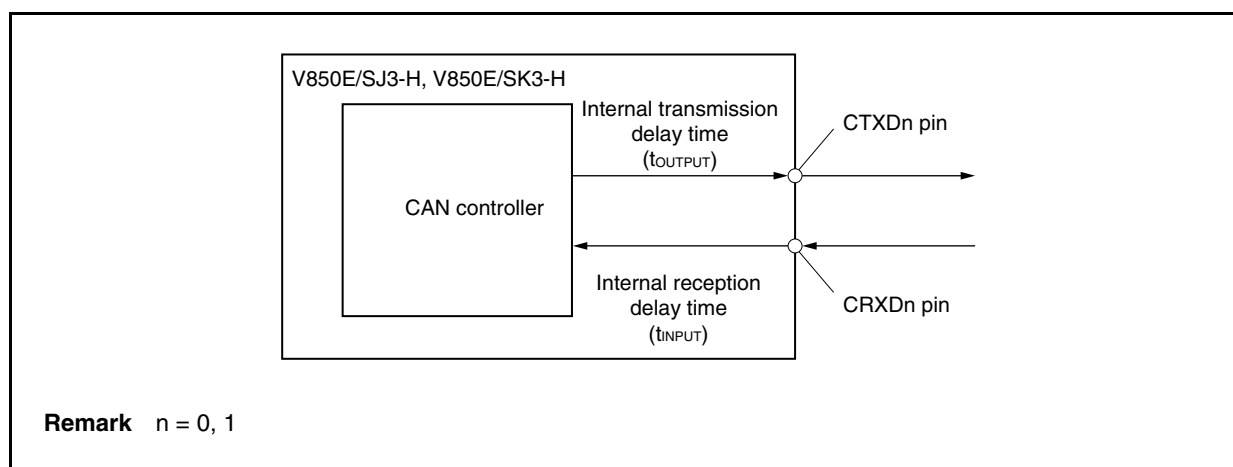 V850E/SJ3-H, V850E/SK3-H
Internal transmission
delay time
(tOUTPUT)
CTXDn pin
CAN controller
Internal reception
delay time
(tINPUT)
CRXDn pin
Remark n = 0, 1